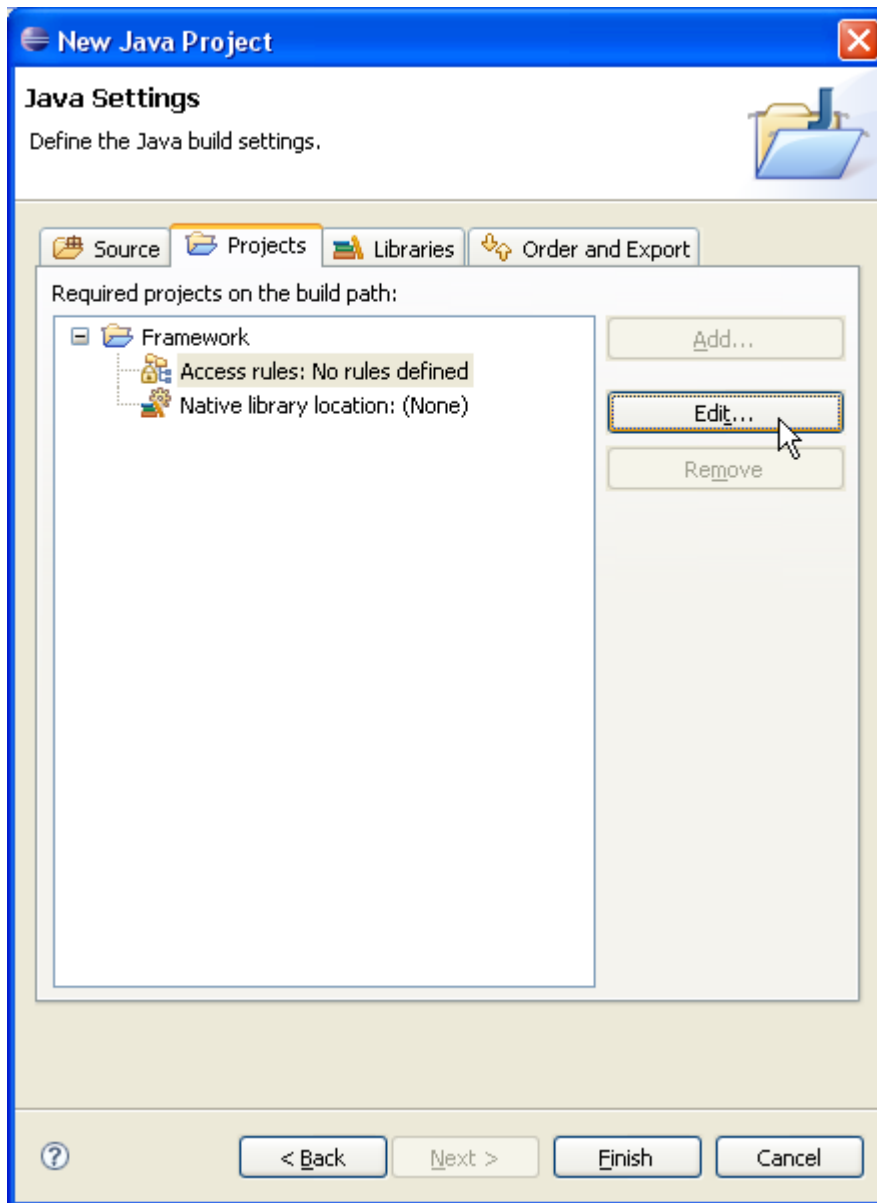 New Java Project
Java Settings
Define the Java build settings.
Source Projects Libraries Order and Export
Required projects on the build path:
Framework
Add...
Access rules: No rules defined
Native library location: (None)
Edit...
Remove
?
< Back Next > Finish Cancel